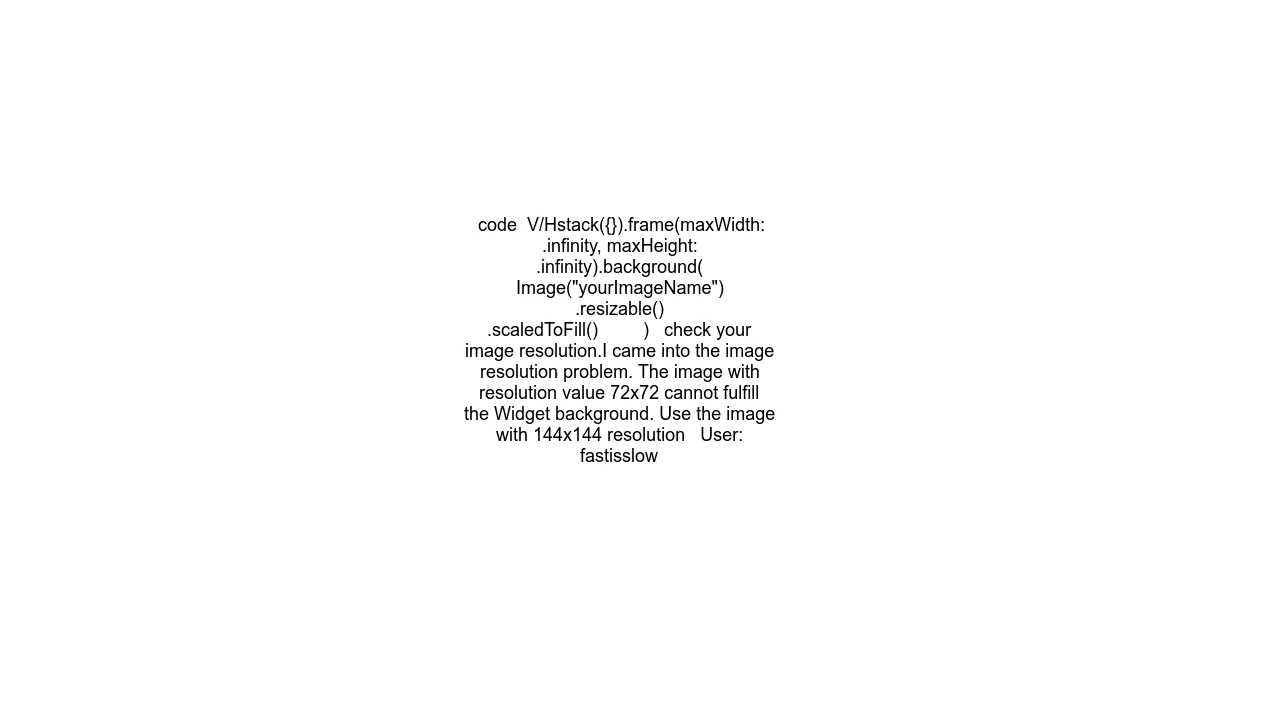 code  V/Hstack({}).frame(maxWidth:
.infinity, maxHeight:
.infinity).background(
Image("yourImageName")
.resizable()
.scaledToFill()         )   check your
image resolution.I came into the image
resolution problem. The image with
resolution value 72x72 cannot fulfill
the Widget background. Use the image
with 144x144 resolution   User:
fastisslow